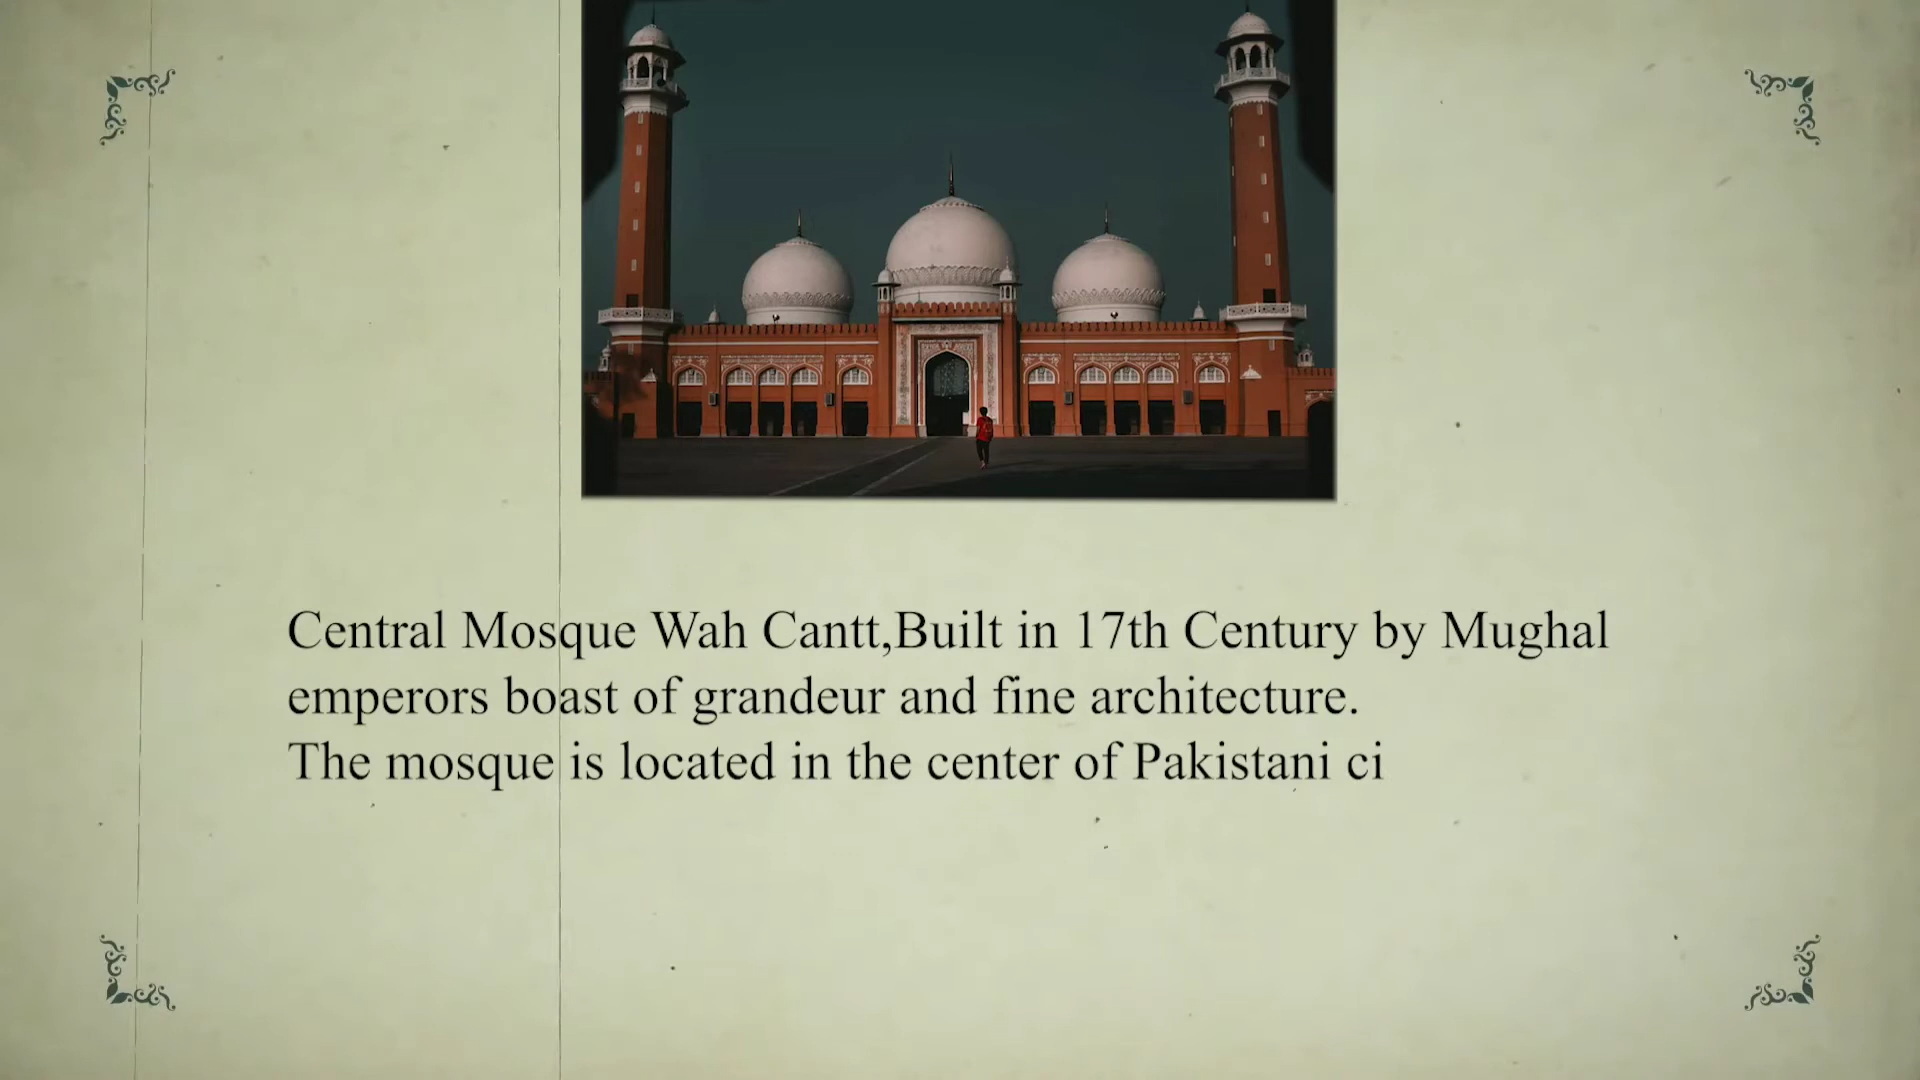 Central Mosque Wah Cantt,Built in 17th Century by Mughal
emperors boast of grandeur and fine architecture.
The mosque is located in the center of Pakistani ci